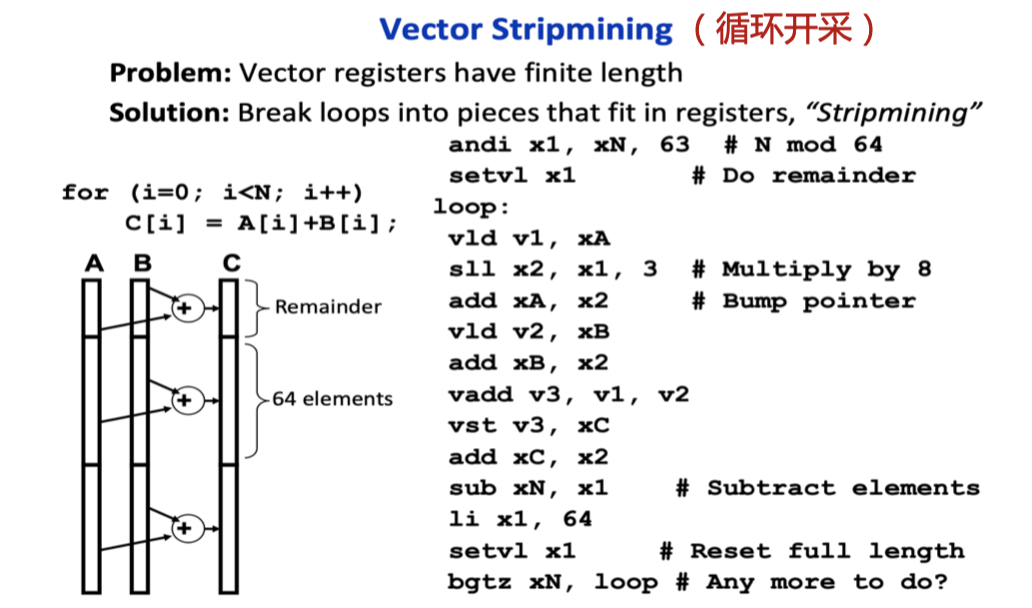 Vector Stripmining （循环开采）
Problem: Vector registers have finite length
Solution: Break loops into pieces that fit in registers, “Stripmining”
for (i=0; i<N; i++)
C[i] = A[i]+B[i];
A B C
+ Remainder
+ 64 elements
+
andi x1, xN, 63 # N mod 64
setvl x1 # Do remainder
loop:
vld v1, xA
sll x2, x1, 3 # Multiply by 8
add xA, x2 # Bump pointer
vld v2, xB
add xB, x2
vadd v3, v1, v2
vst v3, xC
add xC, x2
sub xN, x1 # Subtract elements
li x1, 64
setvl x1 # Reset full length
bgtz xN, loop # Any more to do?